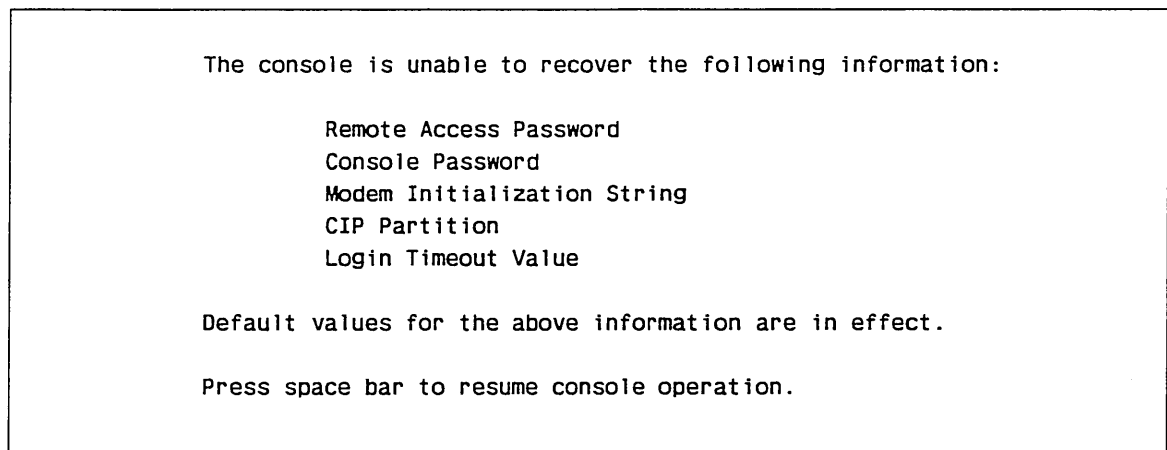 The console is unable to recover the following information:
Remote Access Password
Console Password
Modem Initialization String
CIP Partition
Login Timeout Value
Default values for the above information are in effect.
Press space bar to resume console operation.